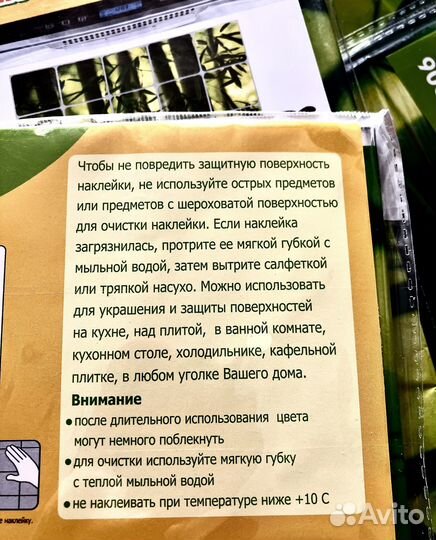 Чтобы не повредить защитную поверхность
наклейки, не используйте острых предметов
или предметов с шероховатой поверхностью
для очистки наклейки. Если наклейка
загрязнилась, протрите ее мягкой губкой с
мыльной водой, затем вытрите салфеткой
или тряпкой насухо. Можно использовать
для украшения и защиты поверхностей
на кухне, над плитой, в ванной комнате,
кухонном столе, холодильнике, кафельной
плитке, в любом уголке Вашего дома.
Внимание
• после длительного использования цвета
могут немного поблекнуть
• для очистки используйте мягкую губку
с теплой мыльной водой
• не наклеивать при температуре ниже +10 С
наклейку.
Avito